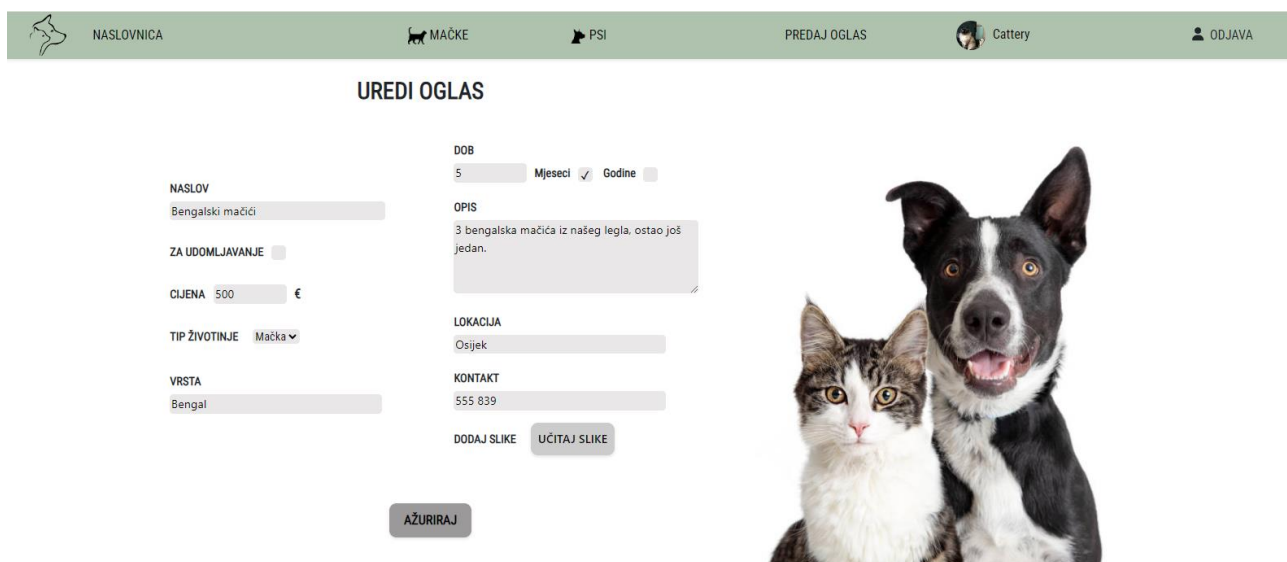 NASLOVNICA MAČKE PSI PREDAJ OGLAS Cattery ODJAVA
UREDI OGLAS
NASLOV
Bengalski mačići
ZA UDOMLJAVANJE
CIJENA 500 €
TIP ŽIVOTINJE Mačka
VRSTA
Bengal
DOB
5 Mjeseci ✓ Godine
OPIS
3 bengalska mačića iz našeg legla, ostao još
jedan.
LOKACIJA
Osijek
KONTAKT
555 839
DODAJ SLIKE UČITAJ SLIKE
AŽURIRAJ